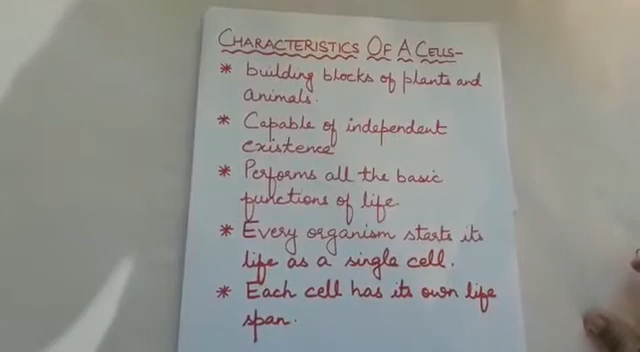 CHARACTERISTICS OF A CELLS-
* building blocks of plants and
animals.
* Capable of independent
existence
* Performs all the basic
functions of life.
* Every organism starts its
life as a single cell.
* Each cell has its own life
span.